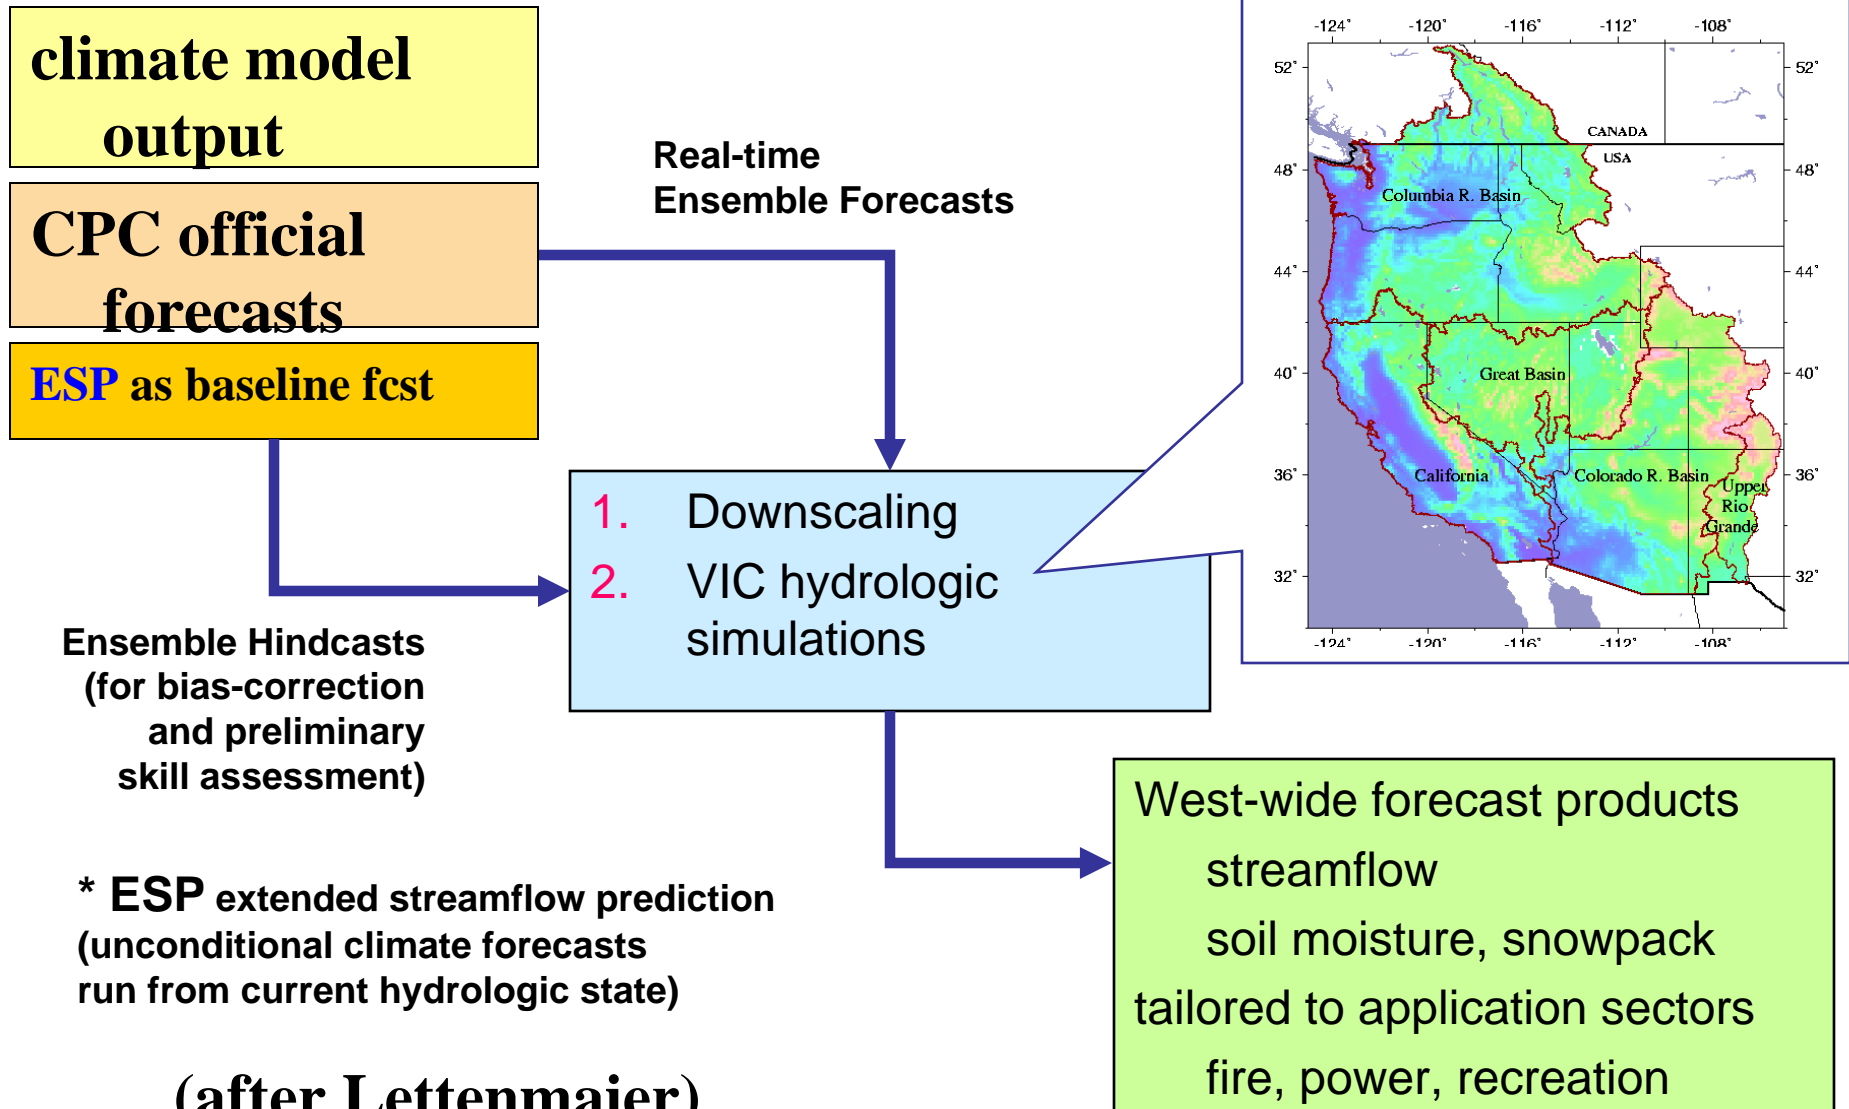 climate model
output
CPC official
forecasts
ESP as baseline fcst
Real-time
Ensemble Forecasts
1. Downscaling
2. VIC hydrologic
simulations
Ensemble Hindcasts
(for bias-correction
and preliminary
skill assessment)
* ESP extended streamflow prediction
(unconditional climate forecasts
run from current hydrologic state)
(after Lettenmaier)
West-wide forecast products
streamflow
soil moisture, snowpack
tailored to application sectors
fire, power, recreation
-124° -120° -116° -112° -108°
52° 52°
CANADA
USA
48° 48°
Columbia R. Basin
44° 44°
40° 40°
Great Basin
36° 36°
California
Colorado R. Basin
Upper
Rio
Grande
32° 32°
-124° -120° -116° -112° -108°